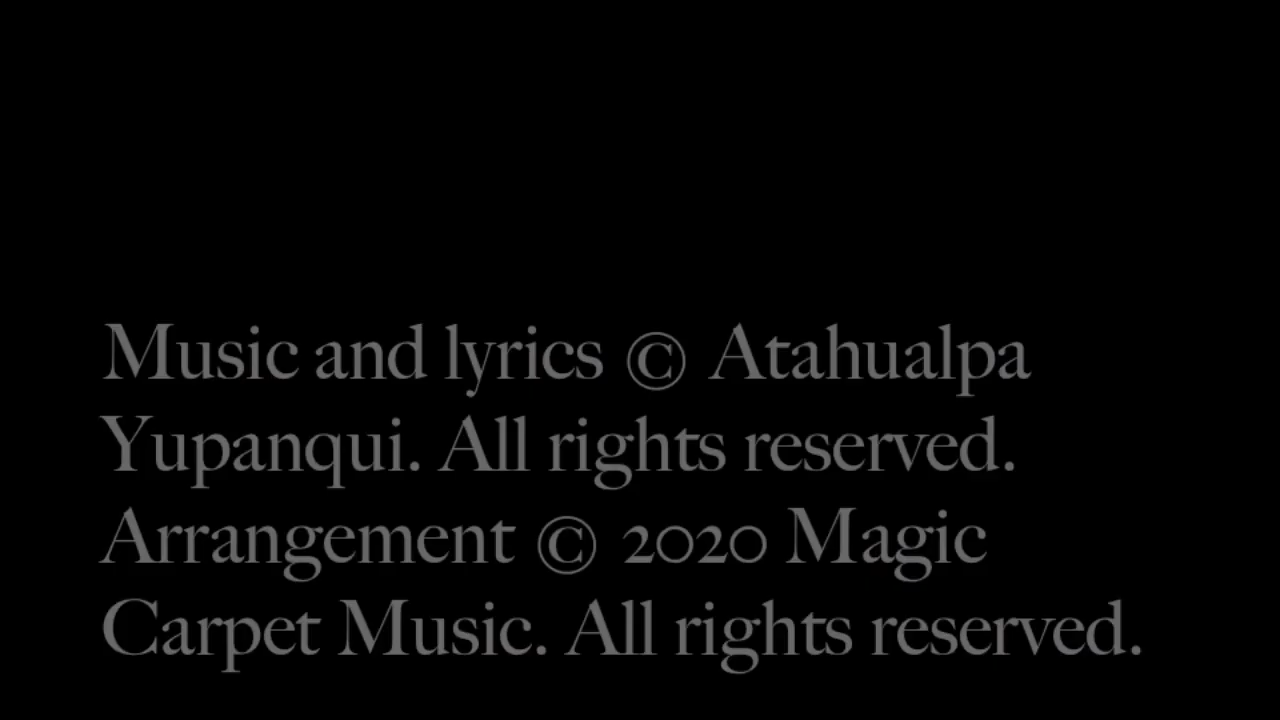 Music and lyrics © Atahualpa
Yupanqui. All rights reserved.
Arrangement © 2020 Magic
Carpet Music. All rights reserved.